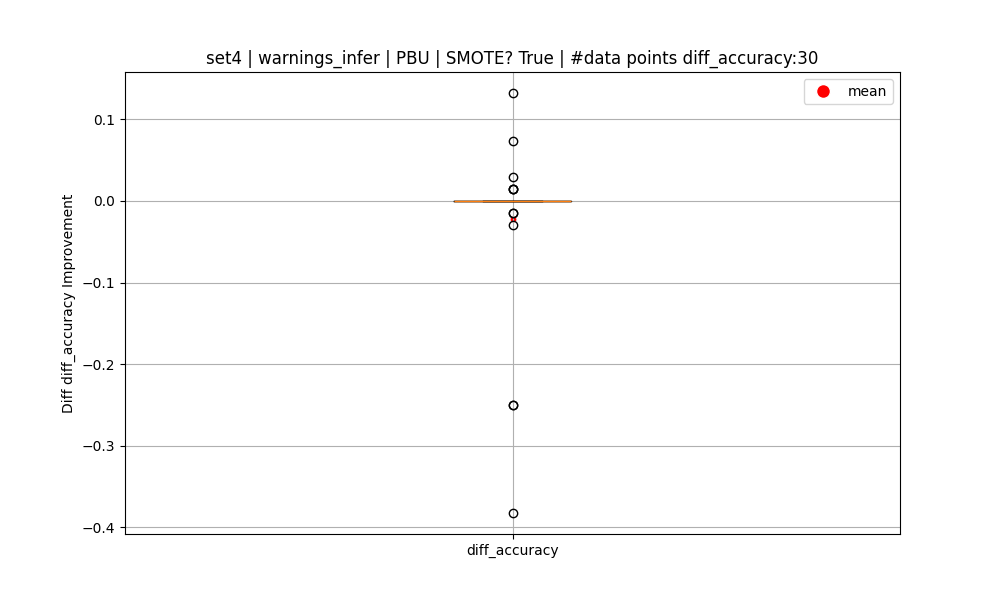 set4 | warnings_infer | PBU | SMOTE? True | #data points diff_accuracy:30
mean
Diff diff_accuracy Improvement
0.1
0.0
−0.1
−0.2
−0.3
−0.4
diff_accuracy